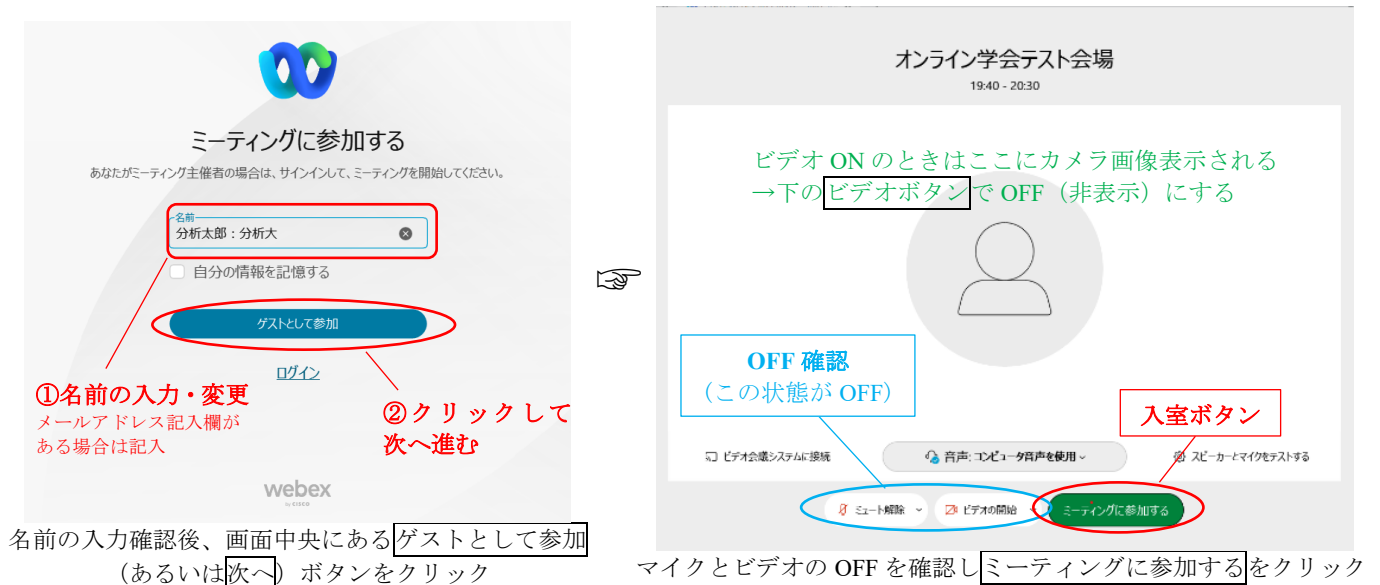 ミーティングに参加する
あなたがミーティング主催者の場合は、サインインして、ミーティングを開始してください。
名前
分析太郎：分析大
自分の情報を記憶する
ゲストとして参加
ログイン
①名前の入力・変更
メールアドレス記入欄が
ある場合は記入
②クリックして
次へ進む
webex
by CISCO
名前の入力確認後、画面中央にあるゲストとして参加
（あるいは次へ）ボタンをクリック
☞
オンライン学会テスト会場
19:40 - 20:30
ビデオ ON のときはここにカメラ画像表示される
→下のビデオボタンで OFF（非表示）にする
OFF 確認
（この状態が OFF）
入室ボタン
ビデオ会議システムに接続
音声: コンピュータ音声を使用
スピーカーとマイクをテストする
ミュート解除
ビデオの開始
ミーティングに参加する
マイクとビデオの OFF を確認しミーティングに参加するをクリック